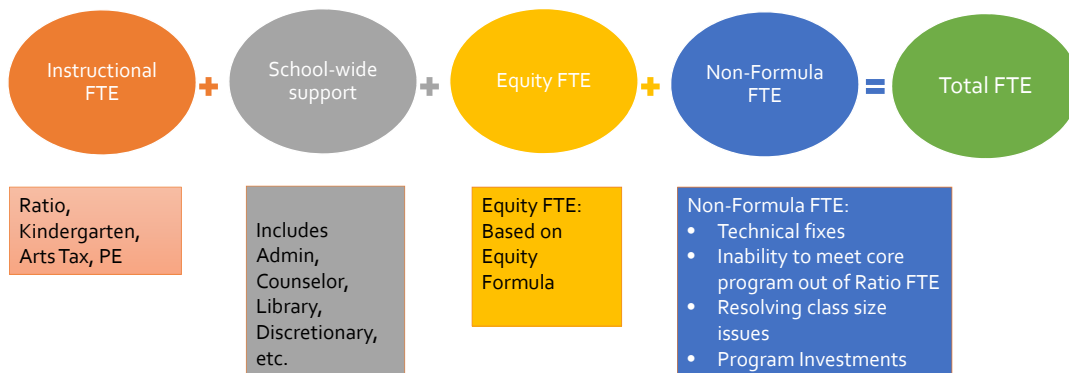 Instructional
FTE
+
School-wide
support
+
Equity FTE
+
Non-Formula
FTE
=
Total FTE
Ratio,
Kindergarten,
Arts Tax, PE
Includes
Admin,
Counselor,
Library,
Discretionary,
etc.
Equity FTE:
Based on
Equity
Formula
Non-Formula FTE:
• Technical fixes
• Inability to meet core
program out of Ratio FTE
• Resolving class size
issues
• Program Investments